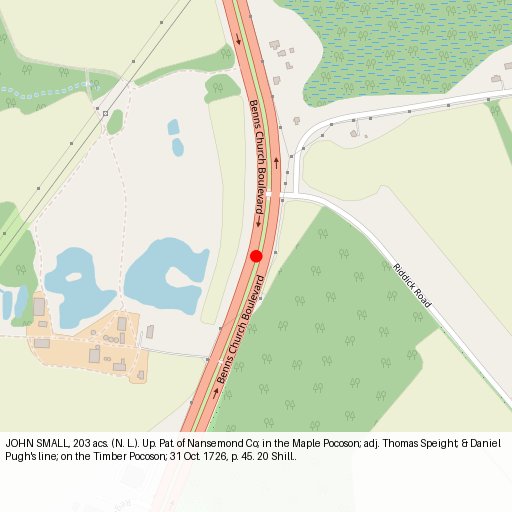 Benns Church Boulevard
Riddick Road
Benns Church Boulevard
JOHN SMALL, 203 acs. (N. L.). Up. Pat. of Nansemond Co; in the Maple Pocoson; adj. Thomas Speight; & Daniel
Pugh's line; on the Timber Pocoson; 31 Oct. 1726, p. 45. 20 Shill..